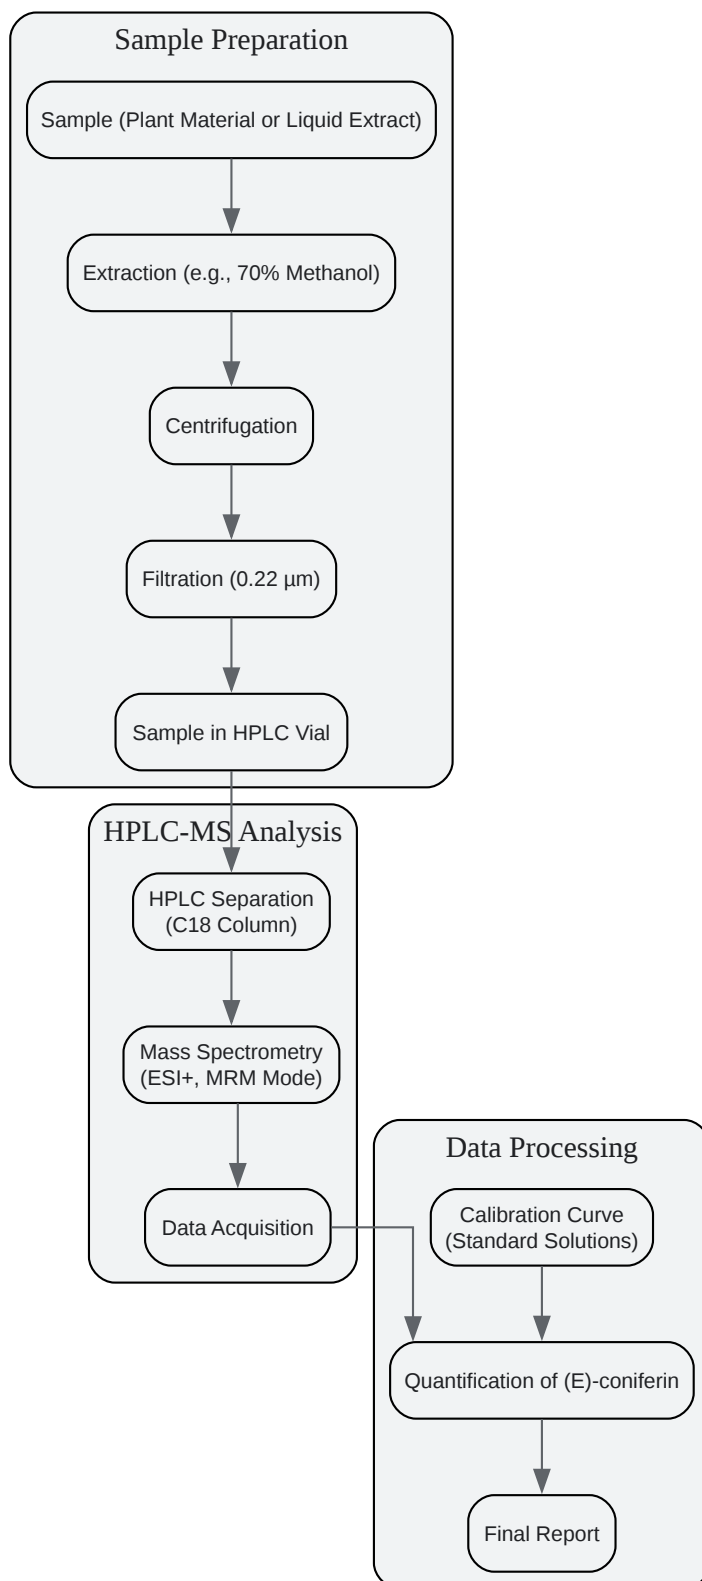 Sample Preparation
Sample (Plant Material or Liquid Extract)
Extraction (e.g., 70% Methanol)
Centrifugation
Filtration (0.22 µm)
Sample in HPLC Vial
HPLC-MS Analysis
HPLC Separation
(C18 Column)
Mass Spectrometry
(ESI+, MRM Mode)
Data Acquisition
Data Processing
Calibration Curve
(Standard Solutions)
Quantification of (E)-coniferin
Final Report